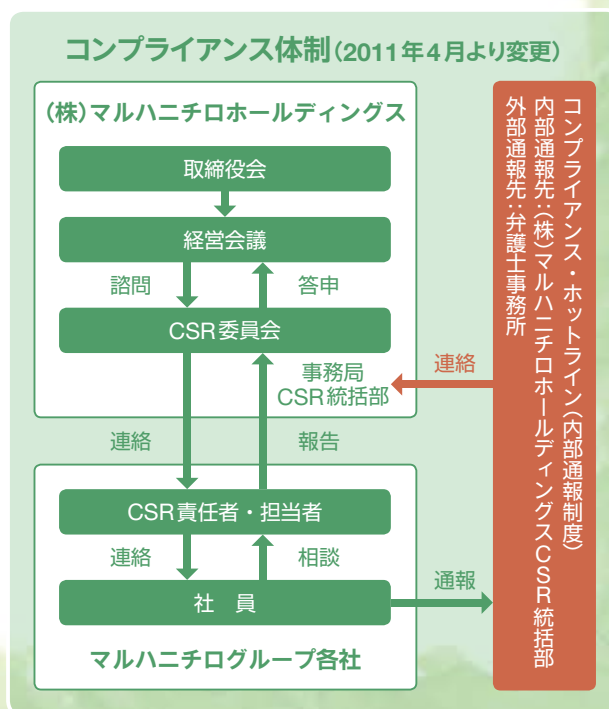 コンプライアンス体制(2011年4月より変更)
(株)マルハニチロホールディングス
取締役会
経営会議
諮問
答申
CSR委員会
事務局
CSR統括部
連絡
報告
CSR責任者・担当者
連絡
相談
社　員
マルハニチログループ各社
連絡
通報
コンプライアンス・ホットライン(内部通報制度)
内部通報先:(株)マルハニチロホールディングスCSR統括部
外部通報先:弁護士事務所